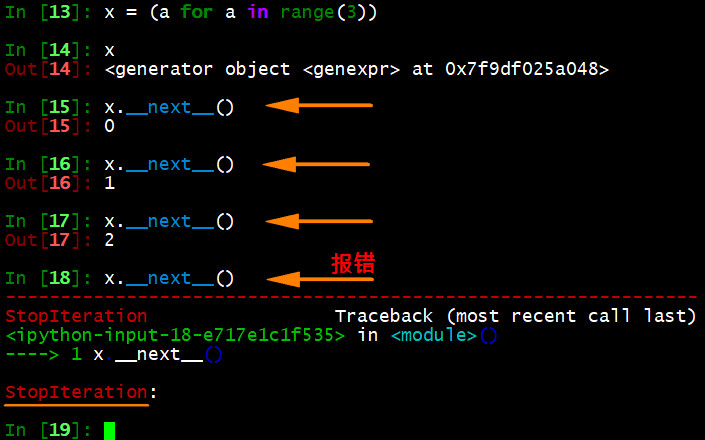 In [13]: x = (a for a in range(3))
In [14]: x
Out[14]: <generator object <genexpr> at 0x7f9df025a048>
In [15]: x.__next__()
Out[15]: 0
In [16]: x.__next__()
Out[16]: 1
In [17]: x.__next__()
Out[17]: 2
In [18]: x.__next__() 报错
---------------------------------------------------------------------------
StopIteration                             Traceback (most recent call last)
<ipython-input-18-e717e1c1f535> in <module>()
----> 1 x.__next__()
StopIteration:
In [19]: